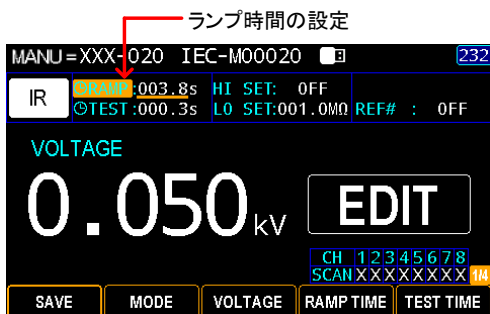 ランプ時間の設定
MANU=XXX-020 IEC-M00020 232
IR
RAMP:003.8s HI SET: OFF
TEST:000.3s LO SET:001.0MΩ REF# : OFF
VOLTAGE
0.050kV EDIT
CH 12345678
SCAN XXXXXXXX 1/4
SAVE MODE VOLTAGE RAMP TIME TEST TIME